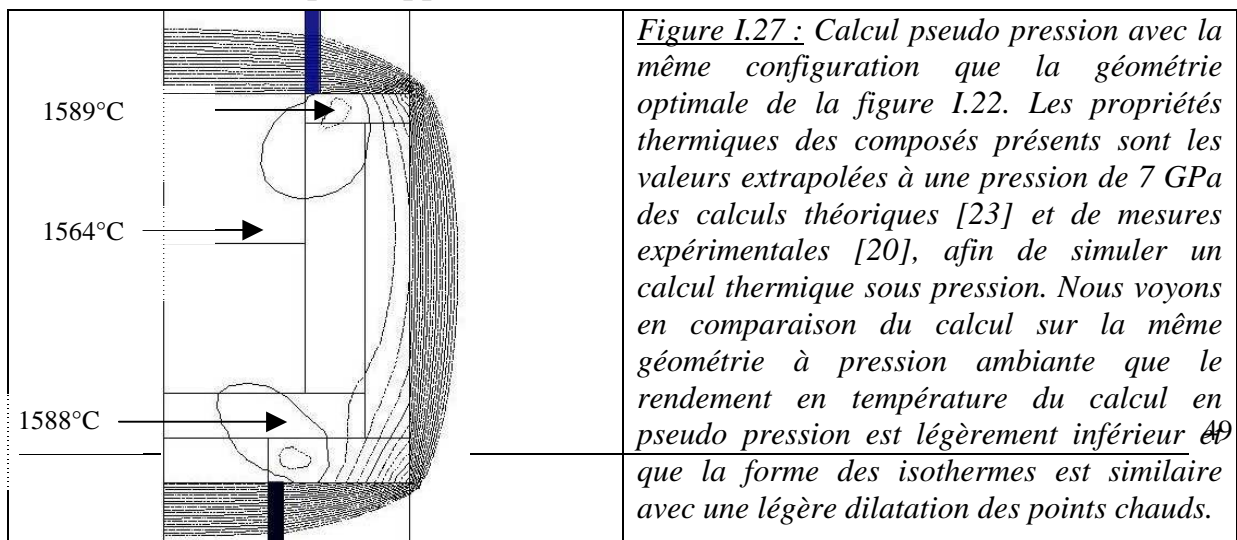 1589°C
1564°C
1588°C
Figure I.27 : Calcul pseudo pression avec la
même configuration que la géométrie
optimale de la figure I.22. Les propriétés
thermiques des composés présents sont les
valeurs extrapolées à une pression de 7 GPa
des calculs théoriques [23] et de mesures
expérimentales [20], afin de simuler un
calcul thermique sous pression. Nous voyons
en comparaison du calcul sur la même
géométrie à pression ambiante que le
rendement en température du calcul en
pseudo pression est légèrement inférieur et
49
que la forme des isothermes est similaire
avec une légère dilatation des points chauds.